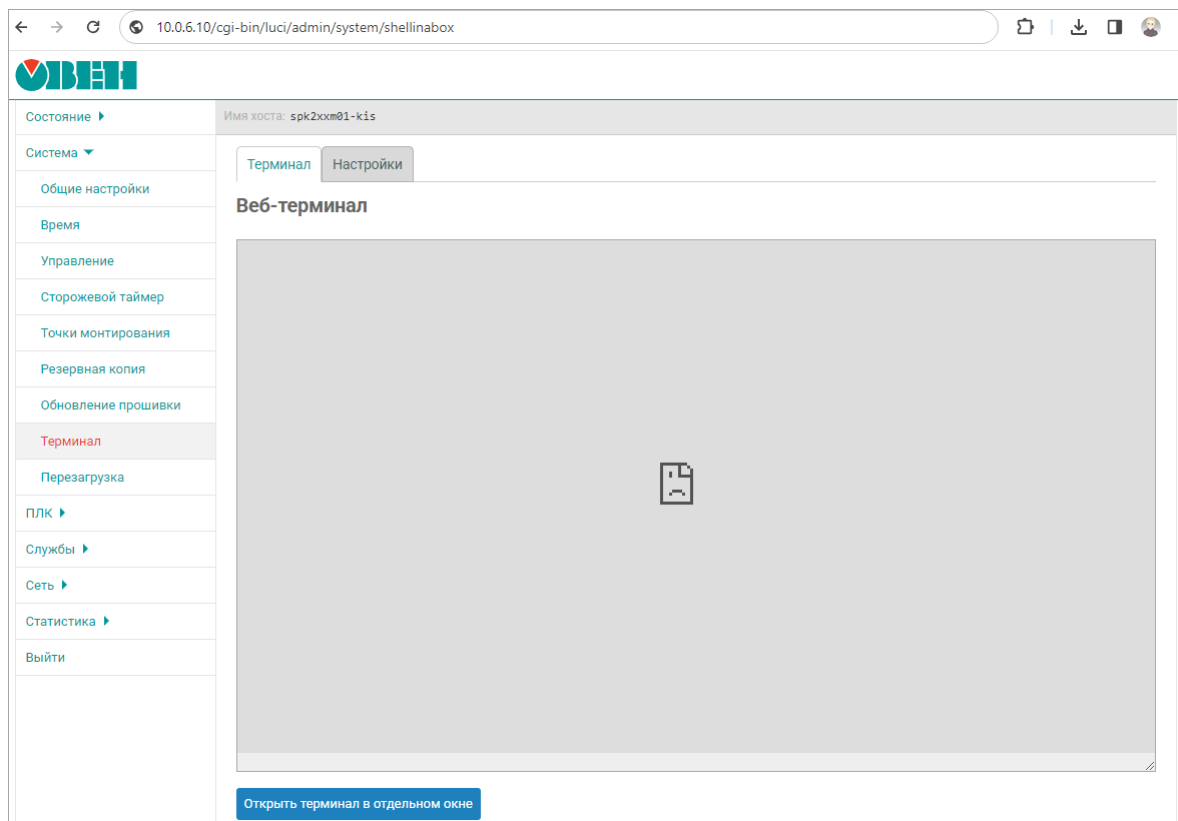 10.0.6.10/cgi-bin/luci/admin/system/shellinabox
ОВЕН
Состояние
Имя хоста: spk2xxm01-kis
Система
Терминал Настройки
Общие настройки
Веб-терминал
Время
Управление
Сторожевой таймер
Точки монтирования
Резервная копия
Обновление прошивки
Терминал
Перезагрузка
ПЛК
Службы
Сеть
Статистика
Выйти
Открыть терминал в отдельном окне